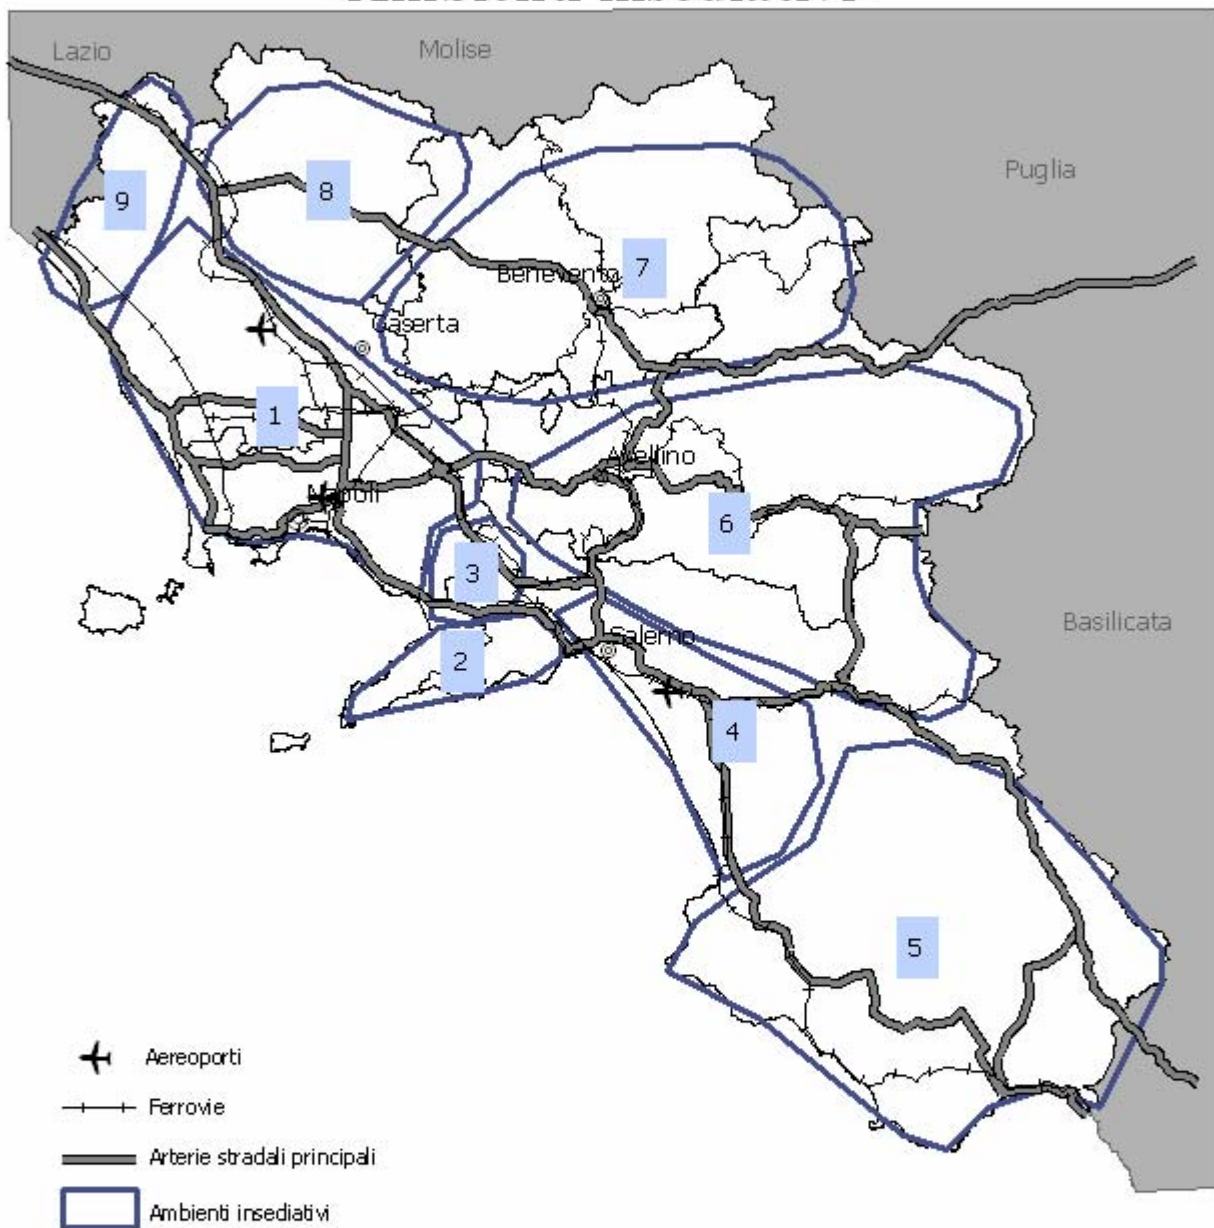 Lazio
Molise
Puglia
9
8
7
Benevento
Caserta
1
Avellino
Napoli
6
3
Basilicata
Salerno
2
4
5
Aereoporti
Ferrovie
Arterie stradali principali
Ambienti insediativi